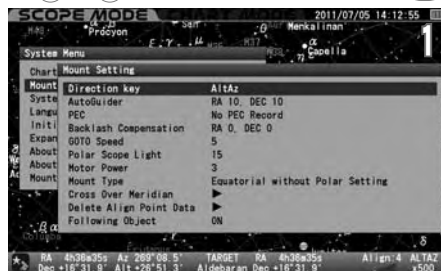 SCOPE MODE
2011/07/05 14:12:55
Procyon
Menkalinan
M37
Capella
1
System Menu
Chart
Mount Setting
Mount
Direction key AltAz
AutoGuider RA 10, DEC 10
Syste
PEC No PEC Record
Langu
Backlash Compensation RA 0, DEC 0
Initi
GOTO Speed 5
Expan
Polar Scope Light 15
About
Motor Power 3
About
Mount Type Equatorial without Polar Setting
Mount
Cross Over Meridian ▶
Delete Align Point Data ▶
Following Object ON
Columba
RA 4h36m35s Az 269°08.5' TARGET RA 4h36m35s Align:4 ALTAZ
Dec +16°31.9' Alt +26°51.3' Aldebaran Dec +16°31.9' x500